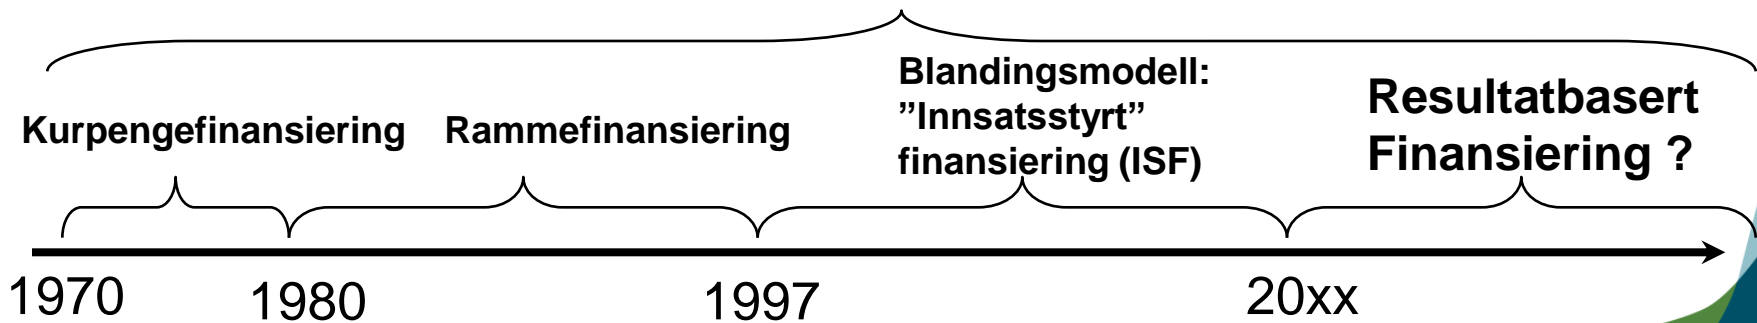 Kurpengefinansiering
Rammefinansiering
Blandingsmodell:
”Innsatsstyrt”
finansiering (ISF)
Resultatbasert
Finansiering ?
1970
1980
1997
20xx